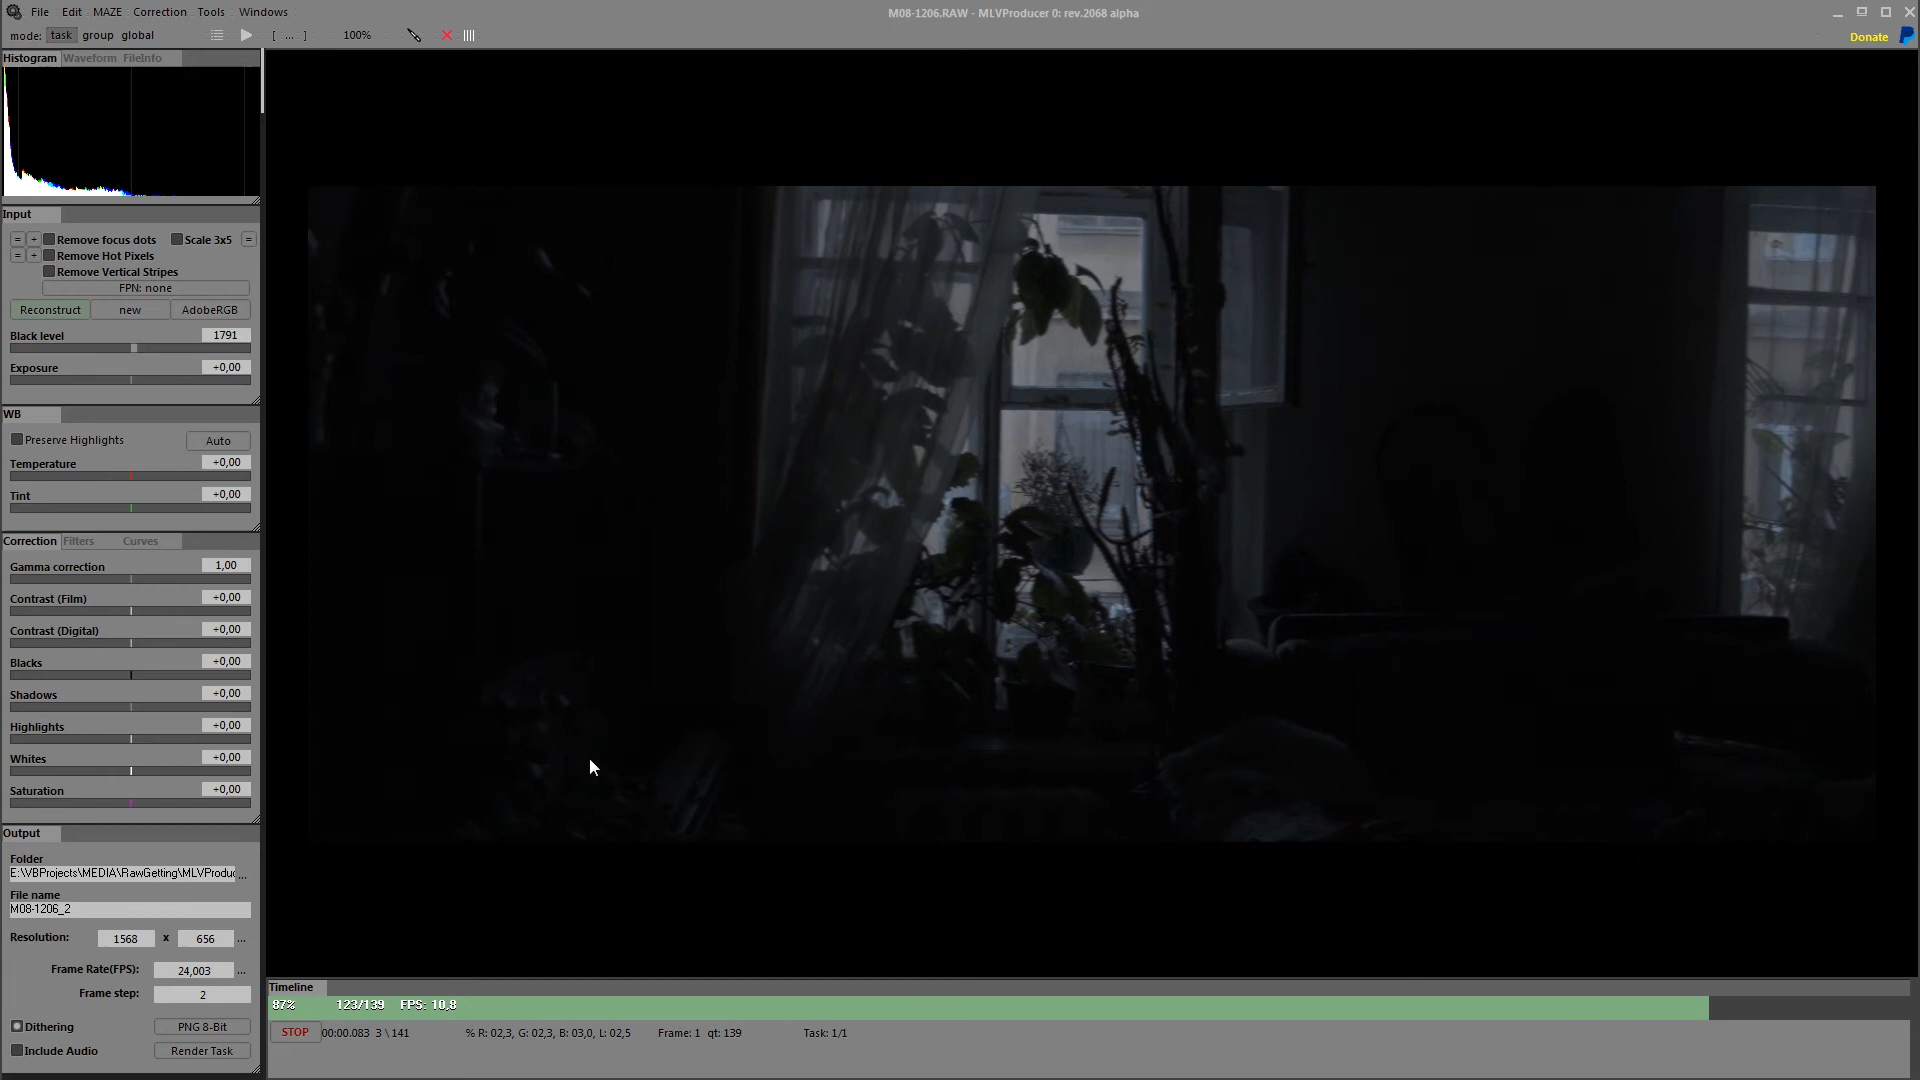 File Edit MAZE Correction Tools Windows
M08-1206.RAW - MLVProducer 0: rev.2068 alpha
mode: task group global [ ... ] 100%
Donate
Histogram Waveform FileInfo
Input
= + Remove focus dots Scale 3x5 =
= + Remove Hot Pixels
Remove Vertical Stripes
FPN: none
Reconstruct new AdobeRGB
Black level 1791
Exposure +0,00
WB
Preserve Highlights Auto
Temperature +0,00
Tint +0,00
Correction Filters Curves
Gamma correction 1,00
Contrast (Film) +0,00
Contrast (Digital) +0,00
Blacks +0,00
Shadows +0,00
Highlights +0,00
Whites +0,00
Saturation +0,00
Output
Folder
E:\VBProjects\MEDIA\RawGetting\MLVProduc ...
File name
M08-1206_2
Resolution: 1568 x 656 ...
Frame Rate(FPS): 24,003 ...
Frame step: 2
Dithering PNG 8-Bit
Include Audio Render Task
Timeline
87% 123/139 FPS: 10,8
STOP 00:00.083 3 \ 141 % R: 02,3, G: 02,3, B: 03,0, L: 02,5 Frame: 1 qt: 139 Task: 1/1